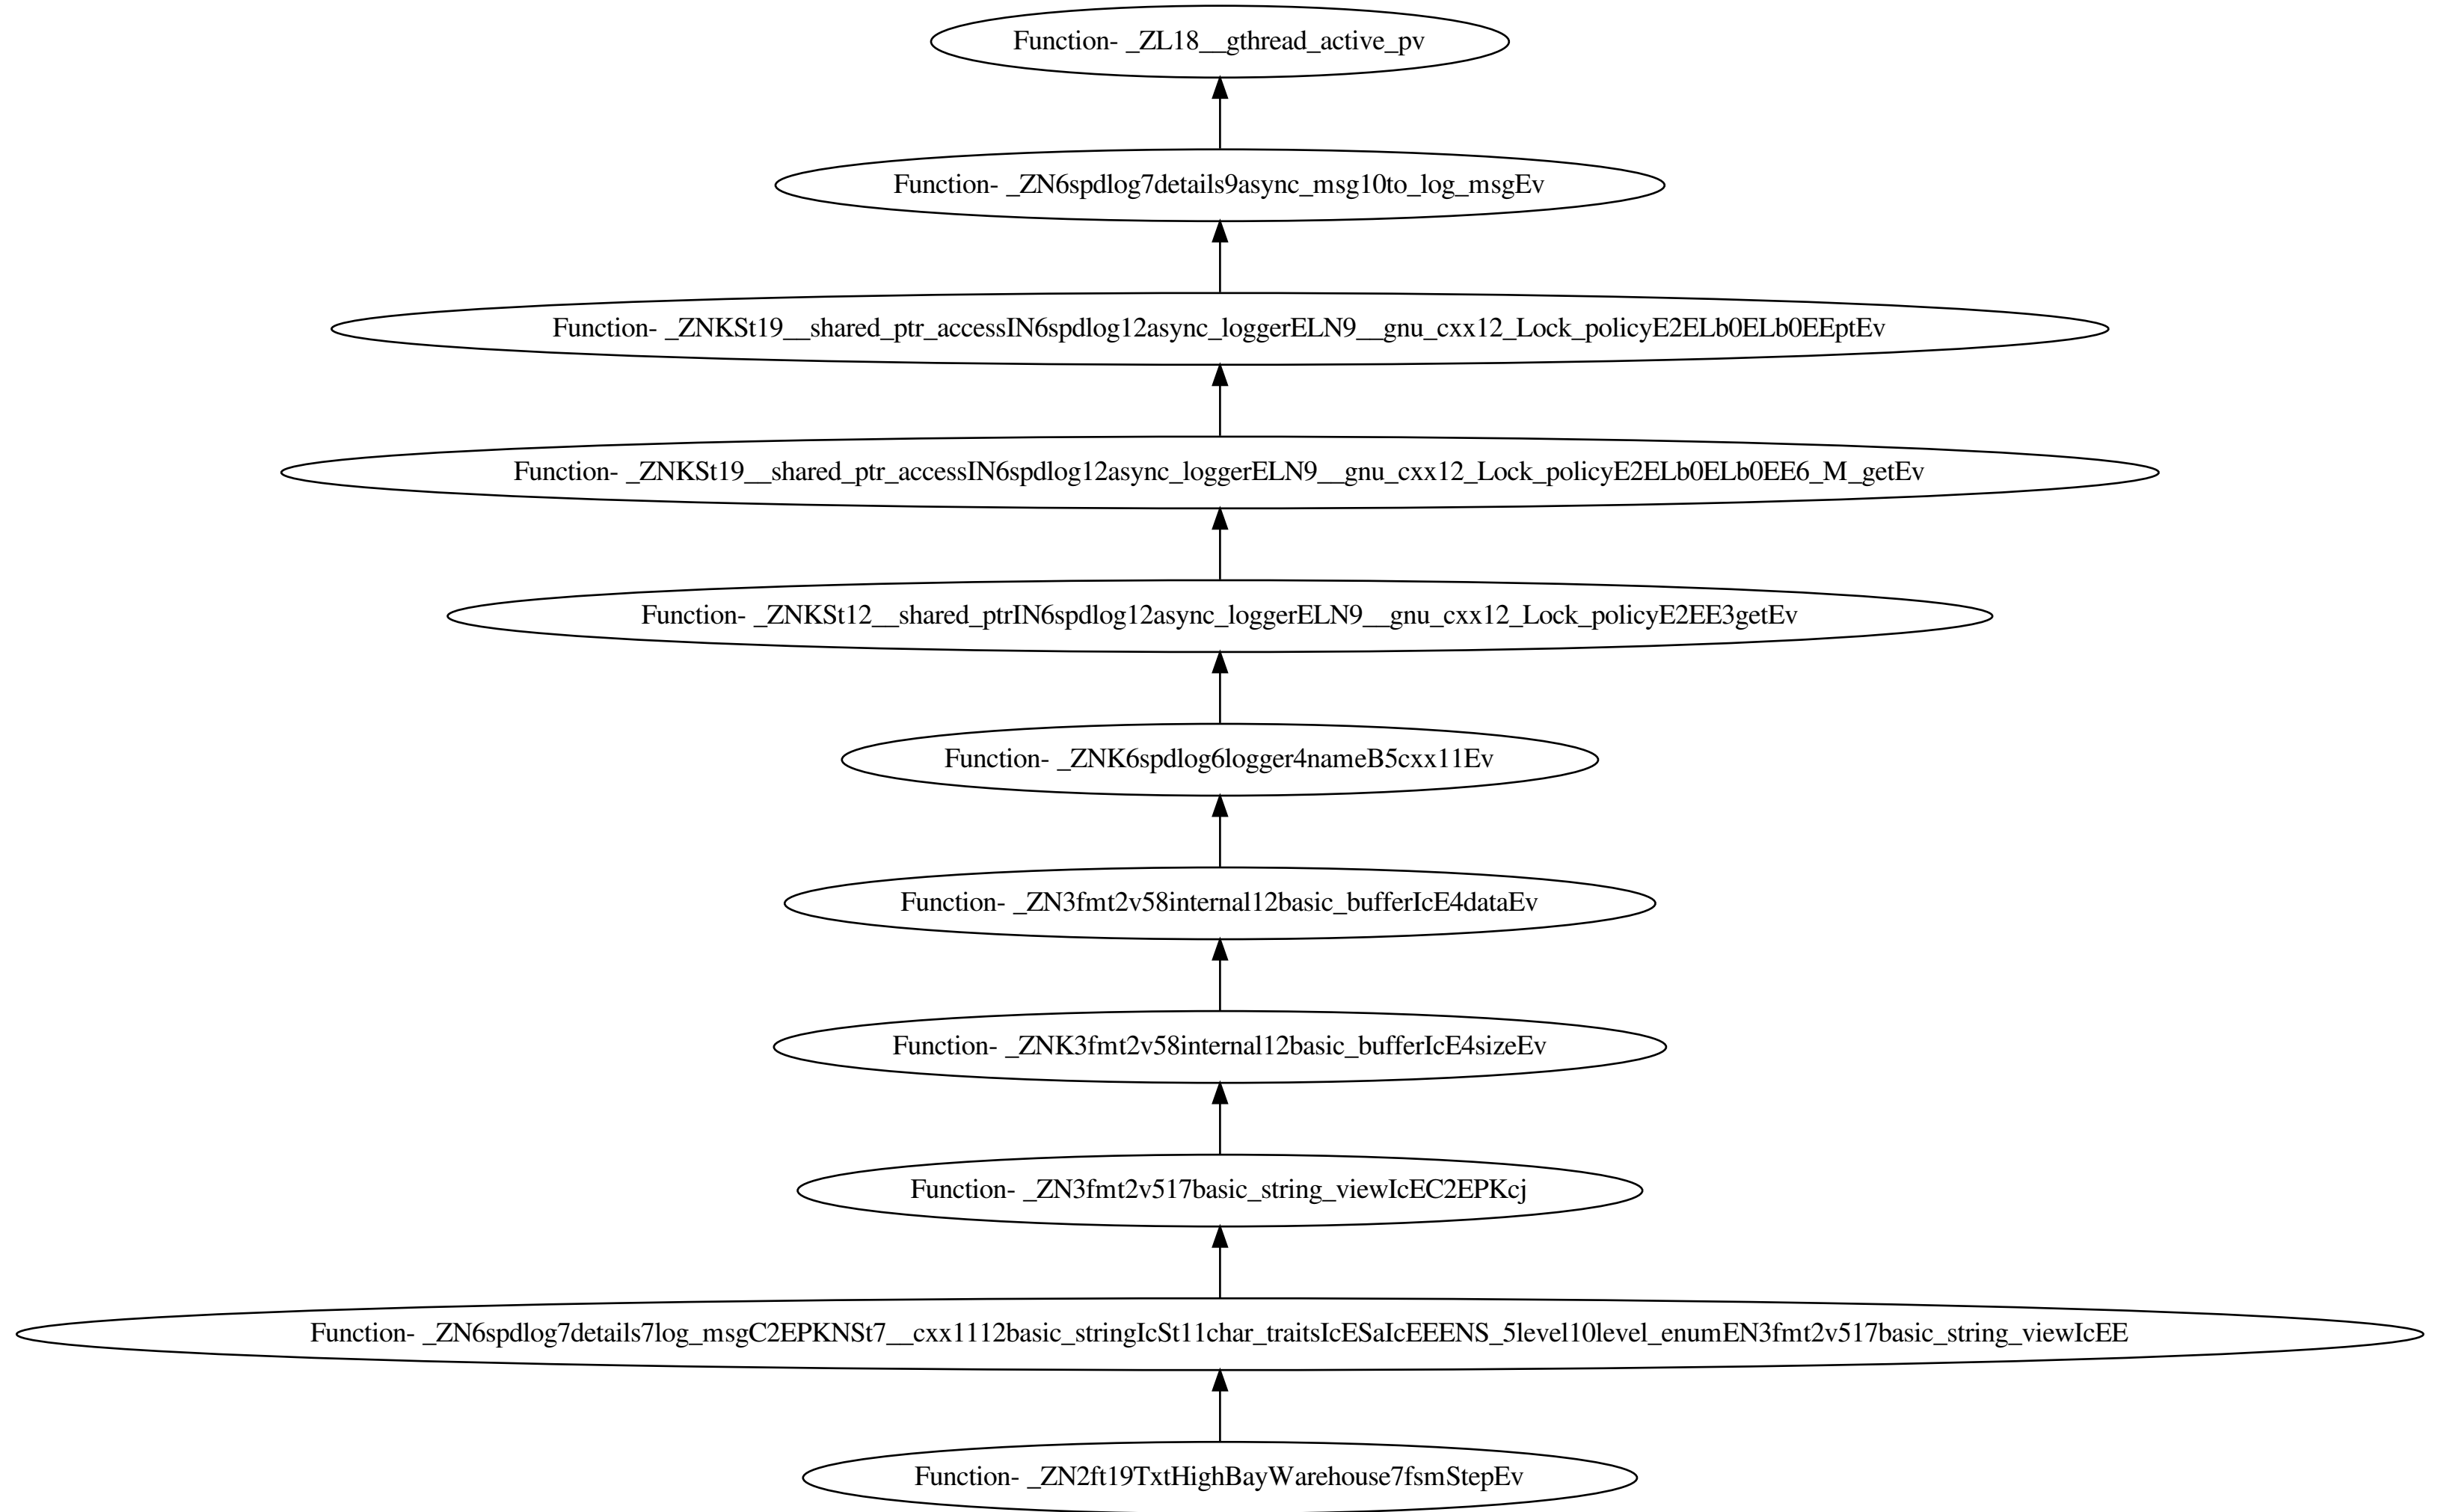 Function- _ZL18__gthread_active_pv
Function- _ZN6spdlog7details9async_msg10to_log_msgEv
Function- _ZNKSt19__shared_ptr_accessIN6spdlog12async_loggerELN9__gnu_cxx12_Lock_policyE2ELb0ELb0EEptEv
Function- _ZNKSt19__shared_ptr_accessIN6spdlog12async_loggerELN9__gnu_cxx12_Lock_policyE2ELb0ELb0EE6_M_getEv
Function- _ZNKSt12__shared_ptrIN6spdlog12async_loggerELN9__gnu_cxx12_Lock_policyE2EE3getEv
Function- _ZNK6spdlog6logger4nameB5cxx11Ev
Function- _ZN3fmt2v58internal12basic_bufferIcE4dataEv
Function- _ZNK3fmt2v58internal12basic_bufferIcE4sizeEv
Function- _ZN3fmt2v517basic_string_viewIcEC2EPKcj
Function- _ZN6spdlog7details7log_msgC2EPKNSt7__cxx1112basic_stringIcSt11char_traitsIcESaIcEEENS_5level10level_enumEN3fmt2v517basic_string_viewIcEE
Function- _ZN2ft19TxtHighBayWarehouse7fsmStepEv